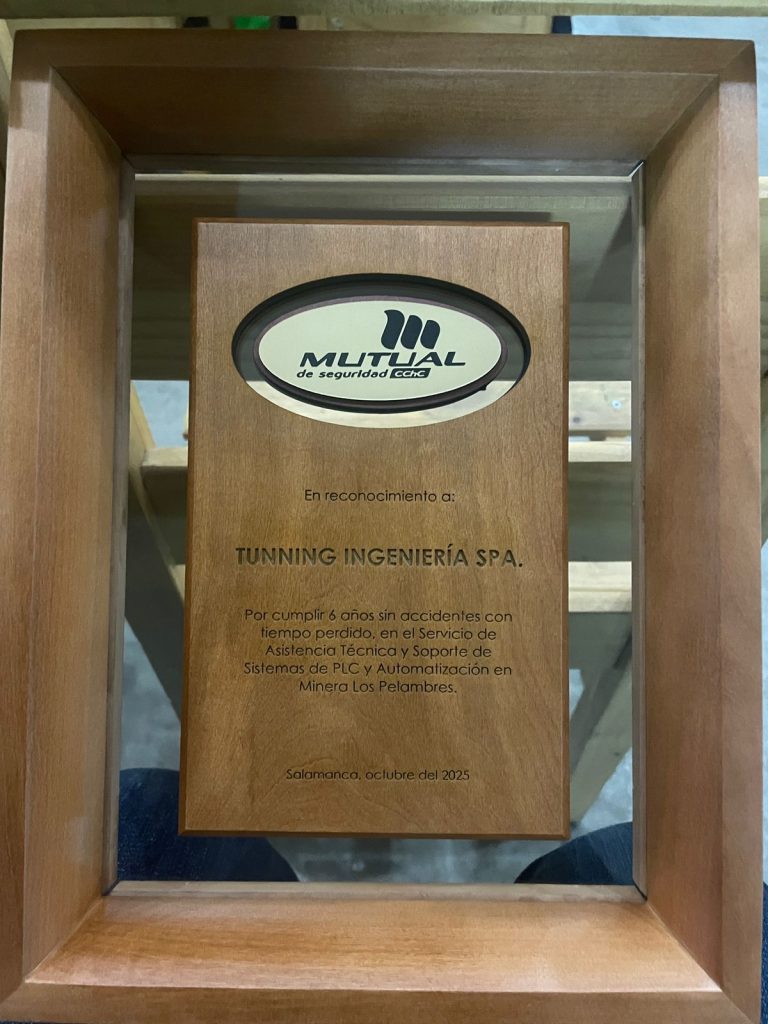 MUTUAL
de seguridad CChC
En reconocimiento a:
TUNNING INGENIERÍA SPA.
Por cumplir 6 años sin accidentes con
tiempo perdido, en el Servicio de
Asistencia Técnica y Soporte de
Sistemas de PLC y Automatización en
Minera Los Pelambres.
Salamanca, octubre del 2025